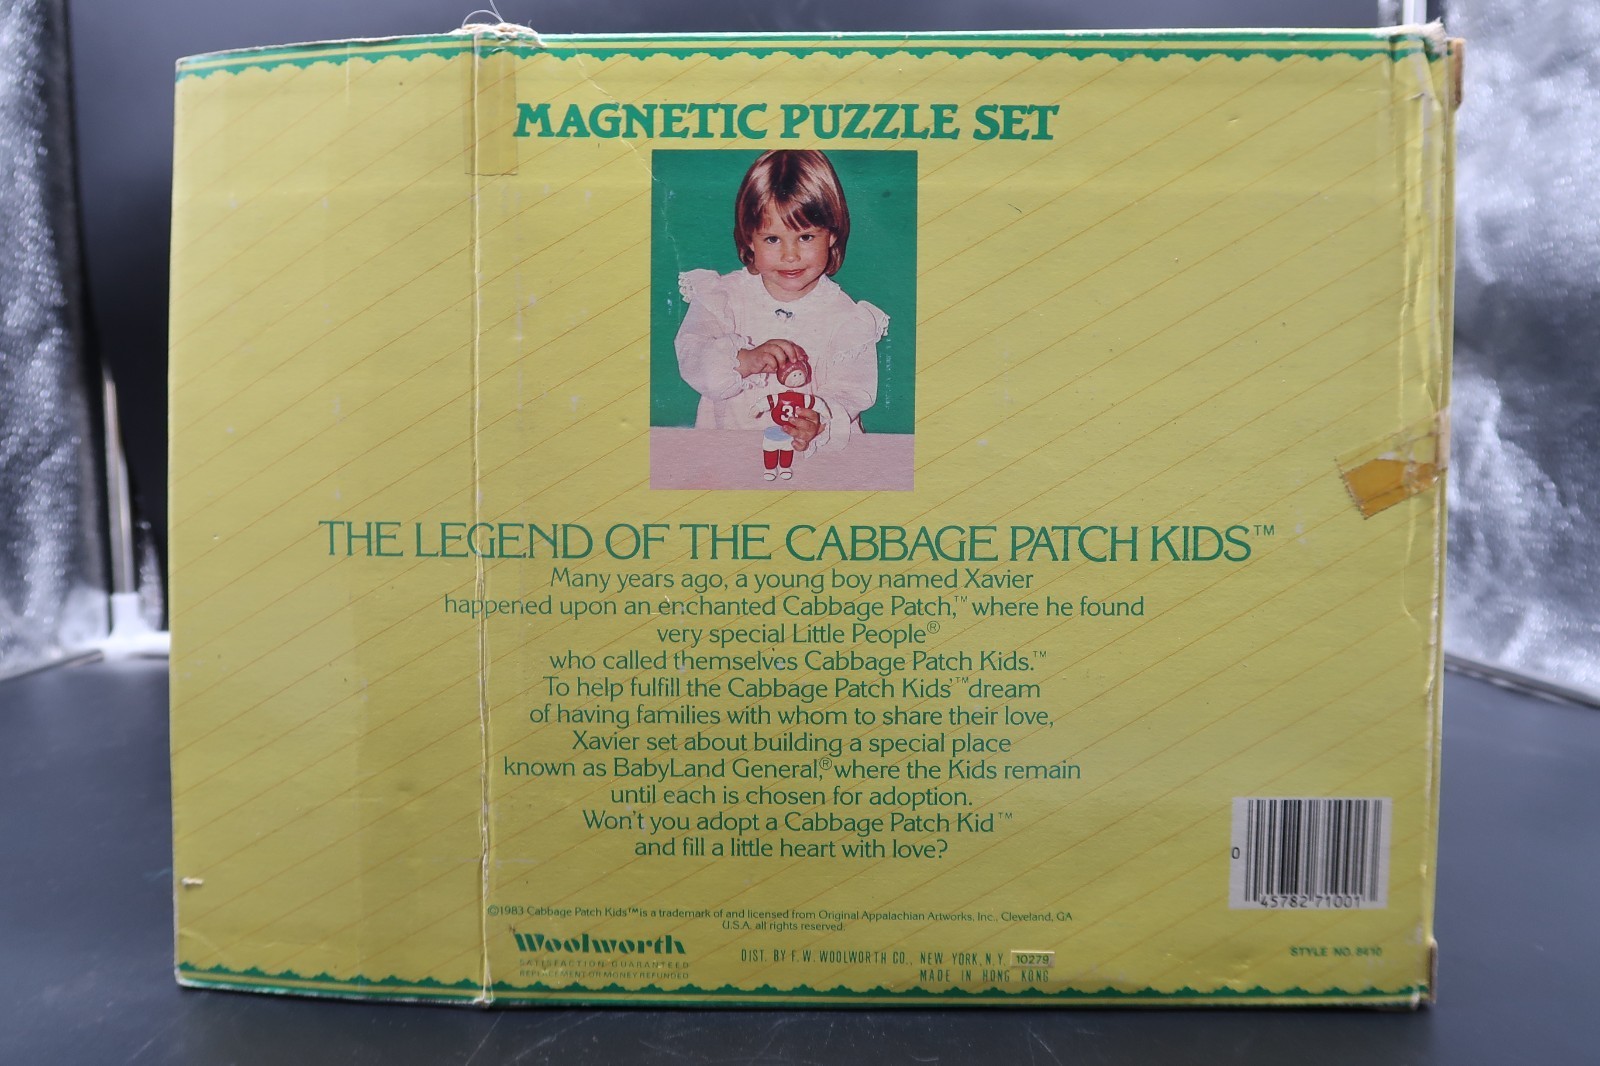 MAGNETIC PUZZLE SET
3
THE LEGEND OF THE CABBAGE PATCH KIDS™
Many years ago, a young boy named Xavier
happened upon an enchanted Cabbage Patch,™ where he found
very special Little People®
who called themselves Cabbage Patch Kids.™
To help fulfill the Cabbage Patch Kids'™ dream
of having families with whom to share their love,
Xavier set about building a special place
known as BabyLand General,® where the Kids remain
until each is chosen for adoption.
Won't you adopt a Cabbage Patch Kid™
and fill a little heart with love?
0 45782 71001
©1983 Cabbage Patch Kids™ is a trademark of and licensed from Original Appalachian Artworks, Inc., Cleveland, GA
U.S.A. all rights reserved.
Woolworth
SATISFACTION GUARANTEED
REPLACEMENT OR MONEY REFUNDED
DIST. BY F. W. WOOLWORTH CO., NEW YORK, N.Y. 10279
MADE IN HONG KONG
STYLE NO. 8410